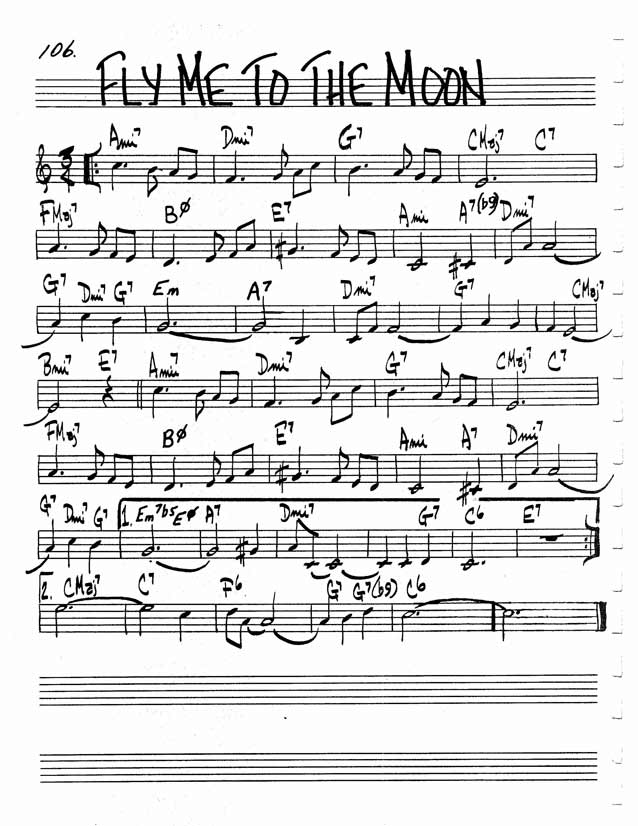 106.
FLY ME TO THE MOON
Ami7 Dmi7 G7 CMaj7 C7
3
4
FMaj7 BØ E7 Ami A7(b9) Dmi7
G7 Dmi7 G7 Em A7 Dmi7 G7 CMaj7
Bmi7 E7 Ami7 Dmi7 G7 CMaj7 C7
FMaj7 BØ E7 Ami A7 Dmi7
G7 Dmi7 G7 1. Em7b5 EØ A7 Dmi7 G7 C6 E7
2. CMaj7 C7 F6 G7 G7(b9) C6